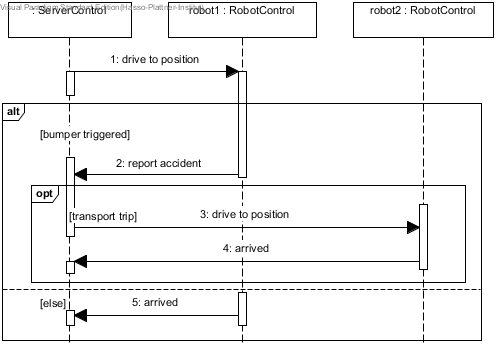 Visual Paradigm Standard Edition(Hasso-Plattner-Institut)
: ServerControl
robot1 : RobotControl
robot2 : RobotControl
1: drive to position
alt
[bumper triggered]
2: report accident
opt
[transport trip]
3: drive to position
4: arrived
[else]
5: arrived